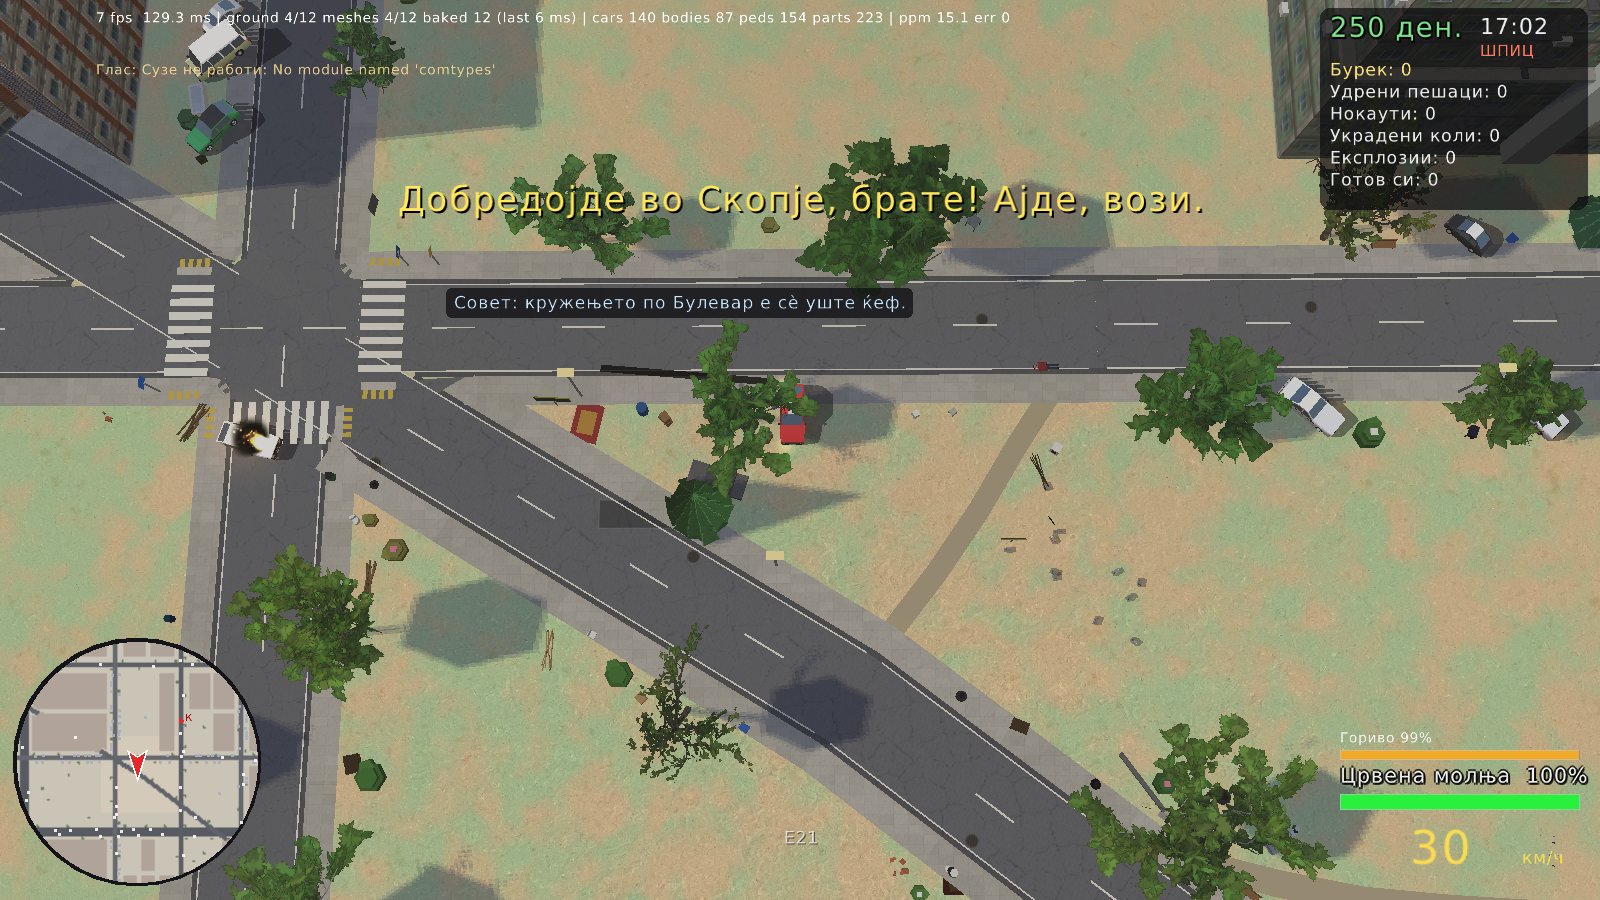 7 fps 129.3 ms | ground 4/12 meshes 4/12 baked 12 (last 6 ms) | cars 140 bodies 87 peds 154 parts 223 | ppm 15.1 err 0
250 ден. 17:02
ШПИЦ
Глас: Сузе не работи: No module named 'comtypes'
Бурек: 0
Удрени пешаци: 0
Нокаути: 0
Украдени коли: 0
Експлозии: 0
Готов си: 0
Добредојде во Скопје, брате! Ајде, вози.
Совет: кружењето по Булевар е сѐ уште ќеф.
К
Гориво 99%
Црвена молња 100%
30 км/ч
E21